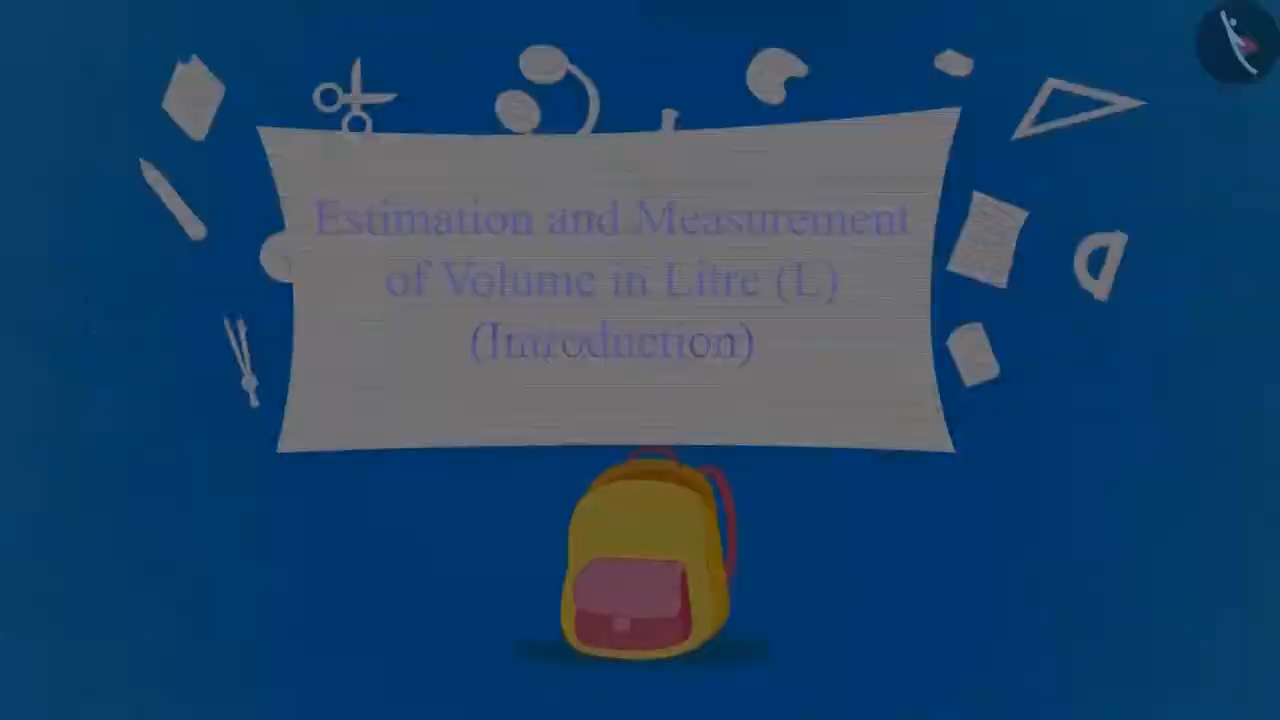 Estimation and Measurement
of Volume in Litre (L)
(Introduction)